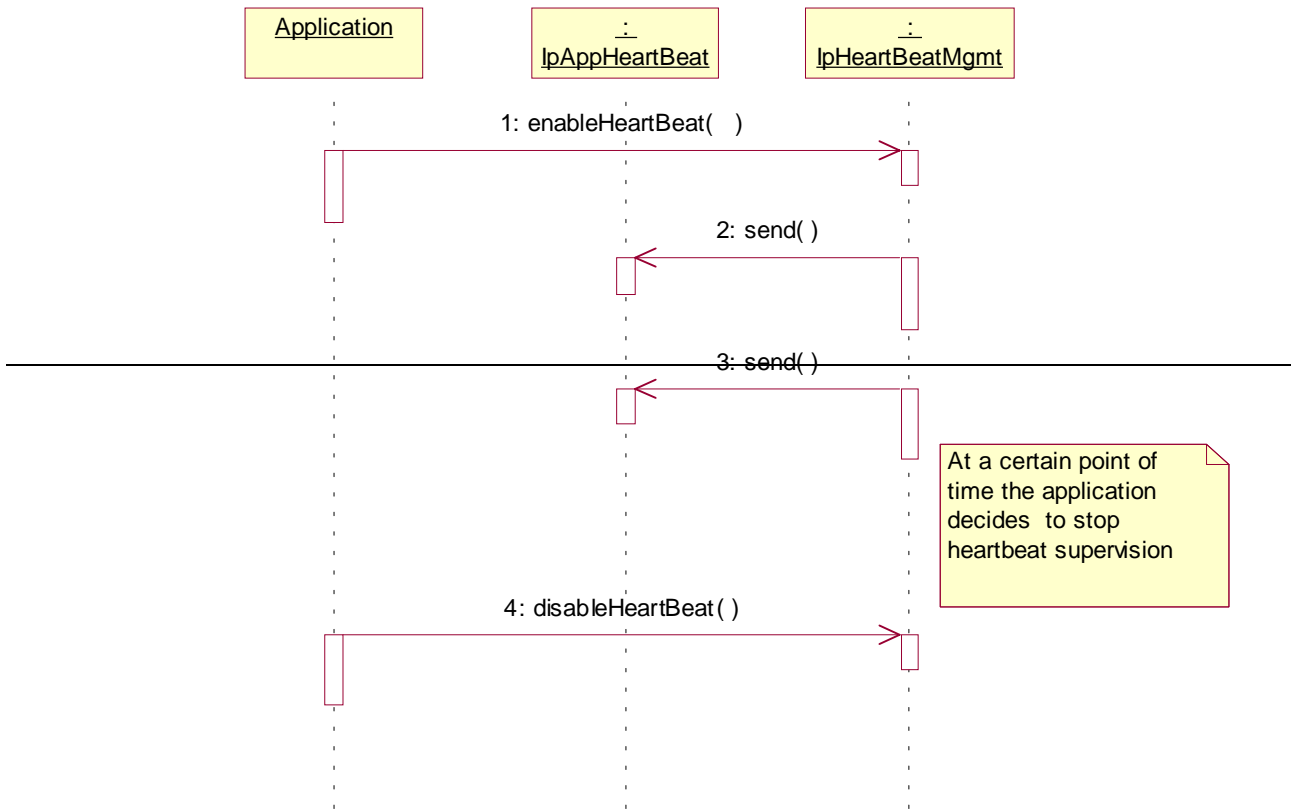 Application
:
IpAppHeartBeat
:
IpHeartBeatMgmt
1: enableHeartBeat( )
2: send( )
3: send( )
At a certain point of
time the application
decides to stop
heartbeat supervision
4: disableHeartBeat( )